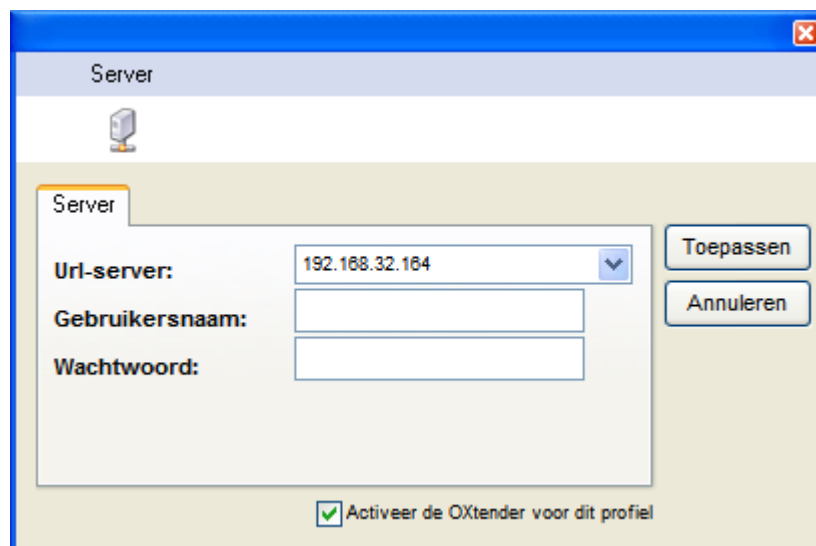 Server
Server
Url-server: 192.168.32.164
Toepassen
Gebruikersnaam:
Annuleren
Wachtwoord:
Activeer de OXtender voor dit profiel